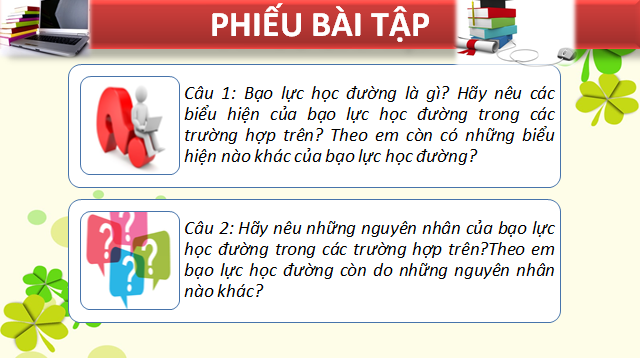 PHIẾU BÀI TẬP
Câu 1: Bạo lực học đường là gì? Hãy nêu các
biểu hiện của bạo lực học đường trong các
trường hợp trên? Theo em còn có những biểu
hiện nào khác của bạo lực học đường?
Câu 2: Hãy nêu những nguyên nhân của bạo lực
học đường trong các trường hợp trên?Theo em
bạo lực học đường còn do những nguyên nhân
nào khác?